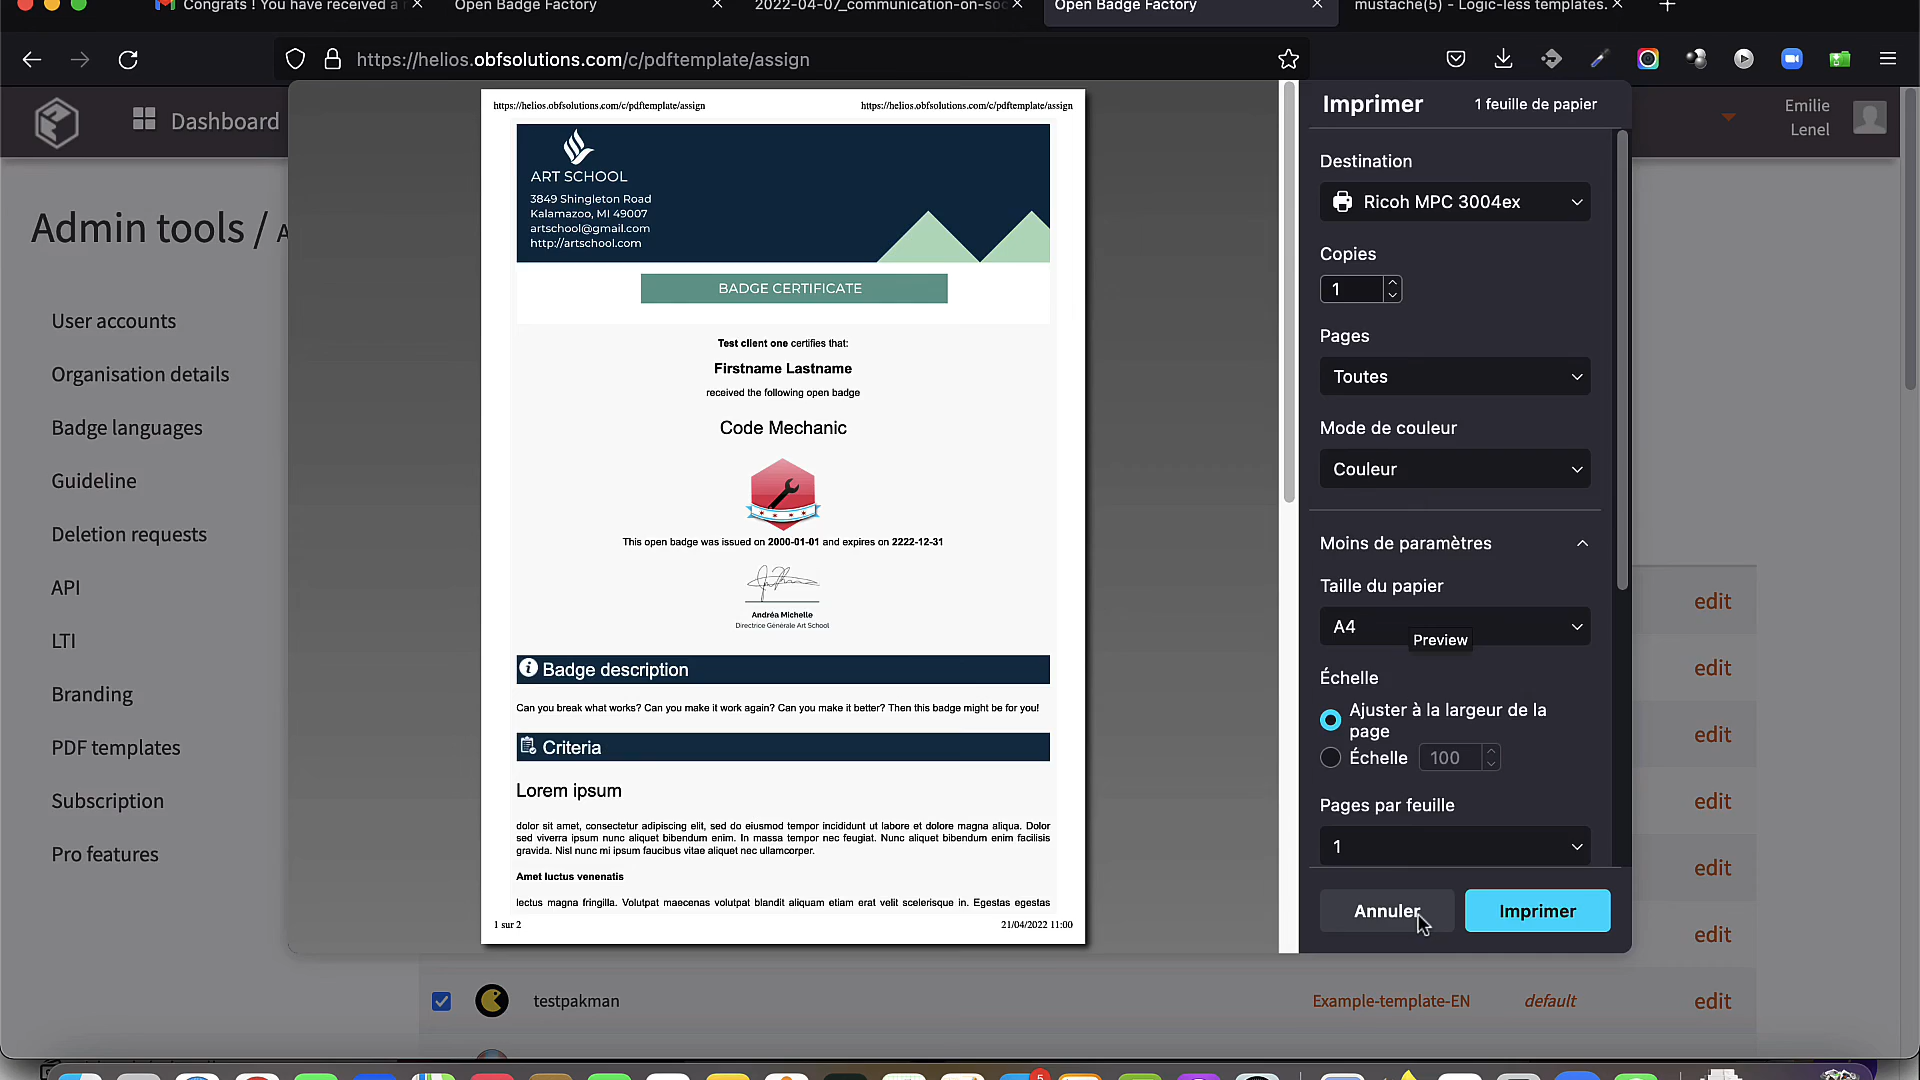 Congrats ! You have received a
Open Badge Factory
2022-04-07_communication-on-soc
Open Badge Factory
mustache(5) - Logic-less templates.
https://helios.obfsolutions.com/c/pdftemplate/assign
Dashboard
Emilie
Lenel
Admin tools /
User accounts
Organisation details
Badge languages
Guideline
Deletion requests
API
LTI
Branding
PDF templates
Subscription
Pro features
https://helios.obfsolutions.com/c/pdftemplate/assign
https://helios.obfsolutions.com/c/pdftemplate/assign
ART SCHOOL
3849 Shingleton Road
Kalamazoo, MI 49007
artschool@gmail.com
http://artschool.com
BADGE CERTIFICATE
Test client one certifies that:
Firstname Lastname
received the following open badge
Code Mechanic
This open badge was issued on 2000-01-01 and expires on 2222-12-31
Andréa Michelle
Directrice Générale Art School
Badge description
Can you break what works? Can you make it work again? Can you make it better? Then this badge might be for you!
Criteria
Lorem ipsum
dolor sit amet, consectetur adipiscing elit, sed do eiusmod tempor incididunt ut labore et dolore magna aliqua. Dolor
sed viverra ipsum nunc aliquet bibendum enim. In massa tempor nec feugiat. Nunc aliquet bibendum enim facilisis
gravida. Nisl nunc mi ipsum faucibus vitae aliquet nec ullamcorper.
Amet luctus venenatis
lectus magna fringilla. Volutpat maecenas volutpat blandit aliquam etiam erat velit scelerisque in. Egestas egestas
1 sur 2
21/04/2022 11:00
Imprimer
1 feuille de papier
Destination
Ricoh MPC 3004ex
Copies
1
Pages
Toutes
Mode de couleur
Couleur
Moins de paramètres
Taille du papier
A4
Preview
Échelle
Ajuster à la largeur de la
page
Échelle
100
Pages par feuille
1
Annuler
Imprimer
edit
edit
edit
edit
edit
edit
testpakman
Example-template-EN
default
edit
5